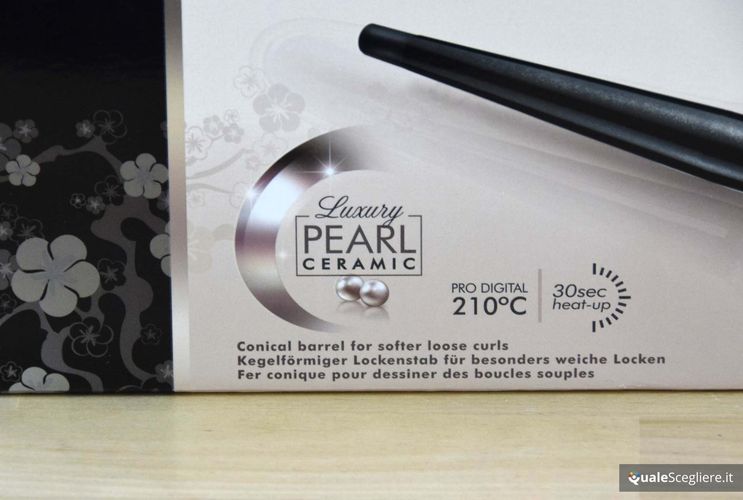 Luxury
PEARL
CERAMIC
PRO DIGITAL
210ºC
30sec
heat-up
Conical barrel for softer loose curls
Kegelförmiger Lockenstab für besonders weiche Locken
Fer conique pour dessiner des boucles souples
QualeScegliere.it